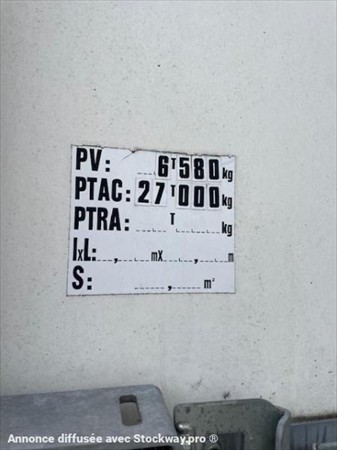 PV: 6T580kg
PTAC: 27T000kg
PTRA: T kg
lxL: , mx , m
S: , m²
Annonce diffusée avec Stockway.pro ®